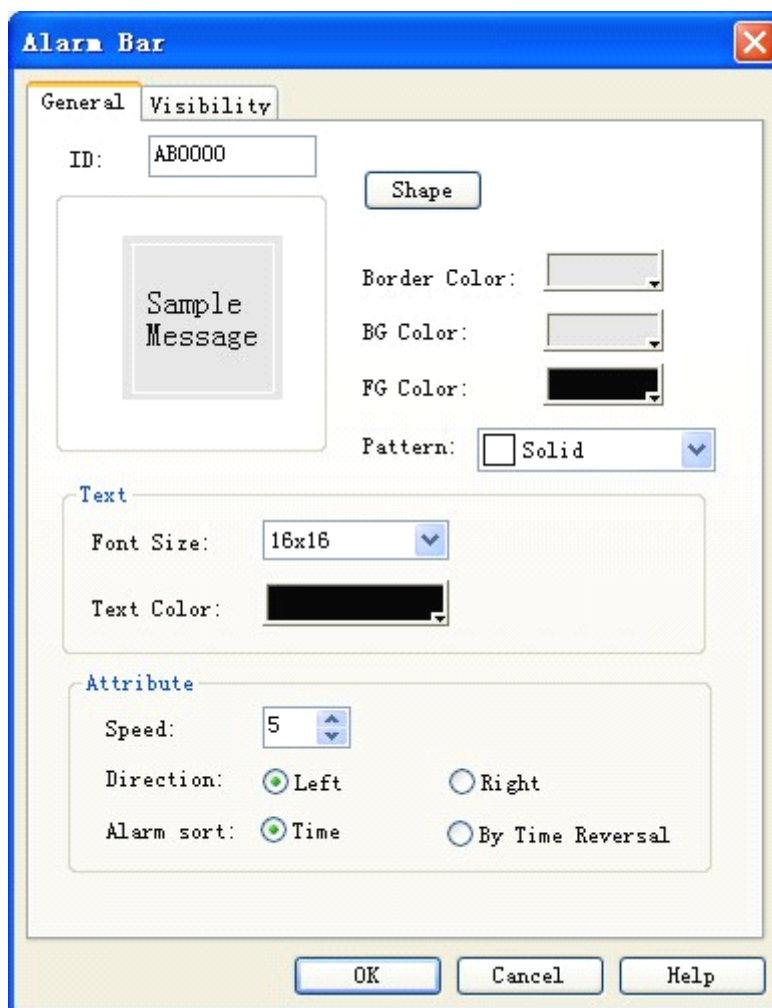 Alarm Bar
General Visibility
ID: AB0000
Shape
Sample
Message
Border Color:
BG Color:
FG Color:
Pattern: Solid
Text
Font Size: 16x16
Text Color:
Attribute
Speed: 5
Direction: Left Right
Alarm sort: Time By Time Reversal
OK Cancel Help